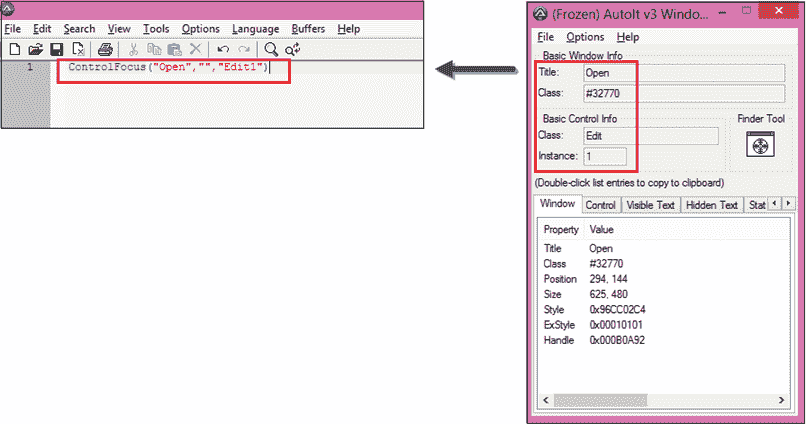 File Edit Search View Tools Options Language Buffers Help
1 ControlFocus("Open","","Edit1")
(Frozen) AutoIt v3 Windo...
File Options Help
Basic Window Info
Title: Open
Class: #32770
Basic Control Info
Class: Edit
Instance: 1
Finder Tool
(Double-click list entries to copy to clipboard)
Window Control Visible Text Hidden Text Stat
Property Value
Title Open
Class #32770
Position 294, 144
Size 625, 480
Style 0x96CC02C4
ExStyle 0x00010101
Handle 0x000B0A92